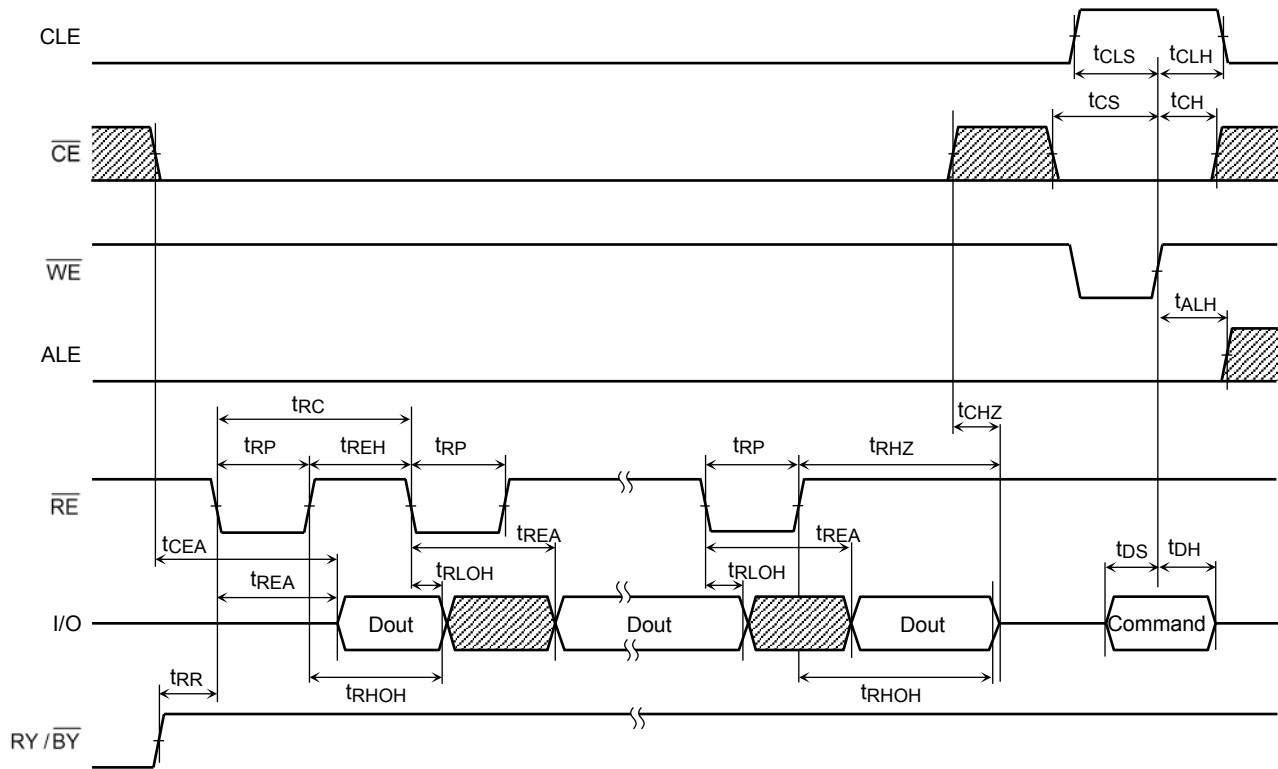 CLE
tCLS tCLH
tCS tCH
CE
WE
tALH
ALE
tRC
tCHZ
tRP tREH tRP tRP tRHZ
RE
tCEA tREA tREA
tREA tRLOH tRLOH tDS tDH
I/O Dout Dout Dout Command
tRR tRHOH tRHOH
RY /BY